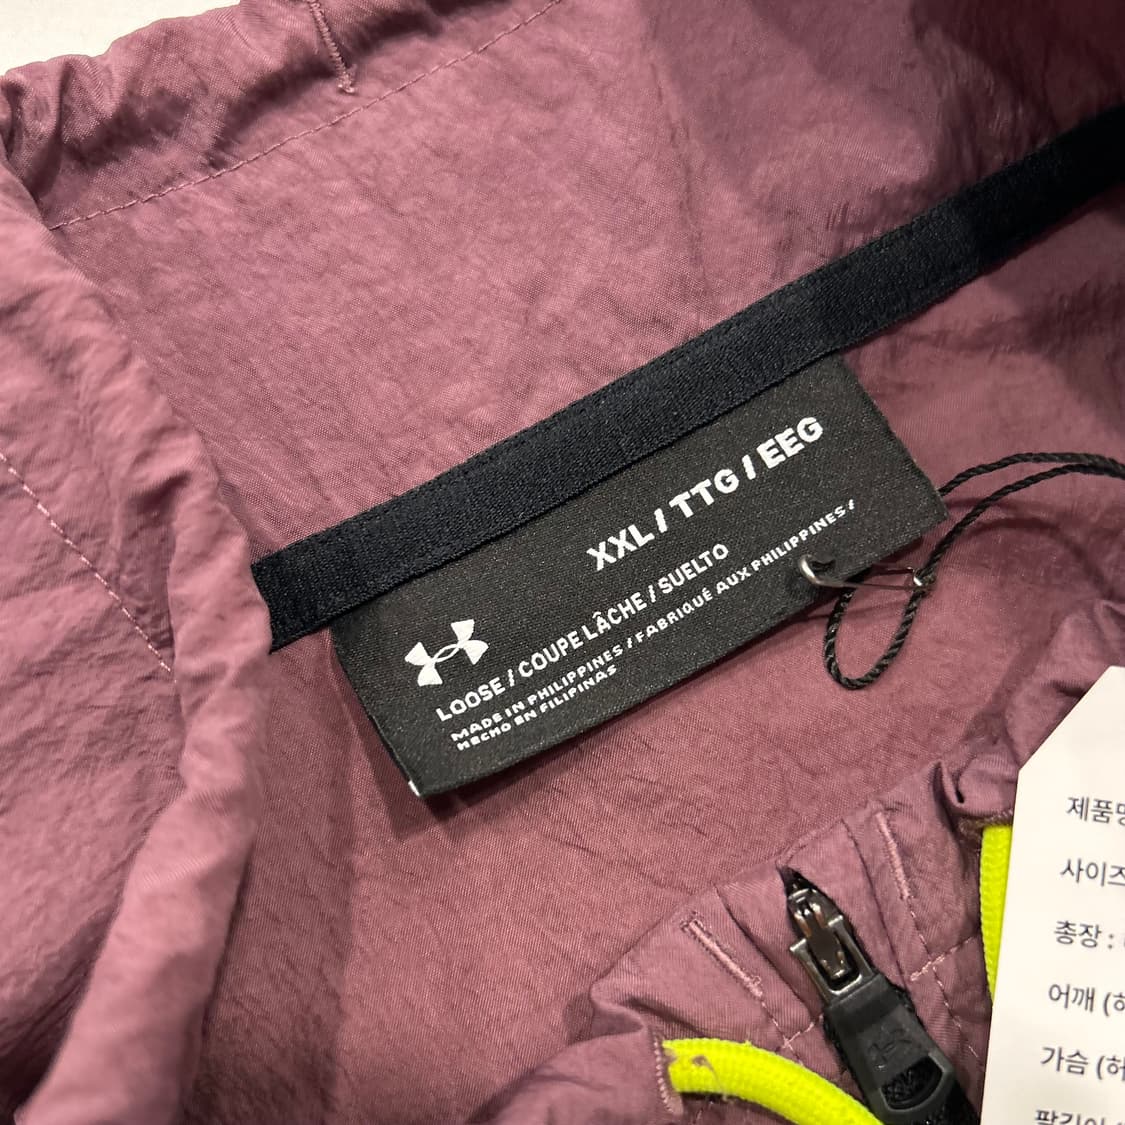 XXL / TTG / EEG
LOOSE / COUPE LÂCHE / SUELTO
MADE IN PHILIPPINES / FABRIQUÉ AUX PHILIPPINES /
HECHO EN FILIPINAS
제품명
사이즈
총장 :
어깨 (
가슴 (